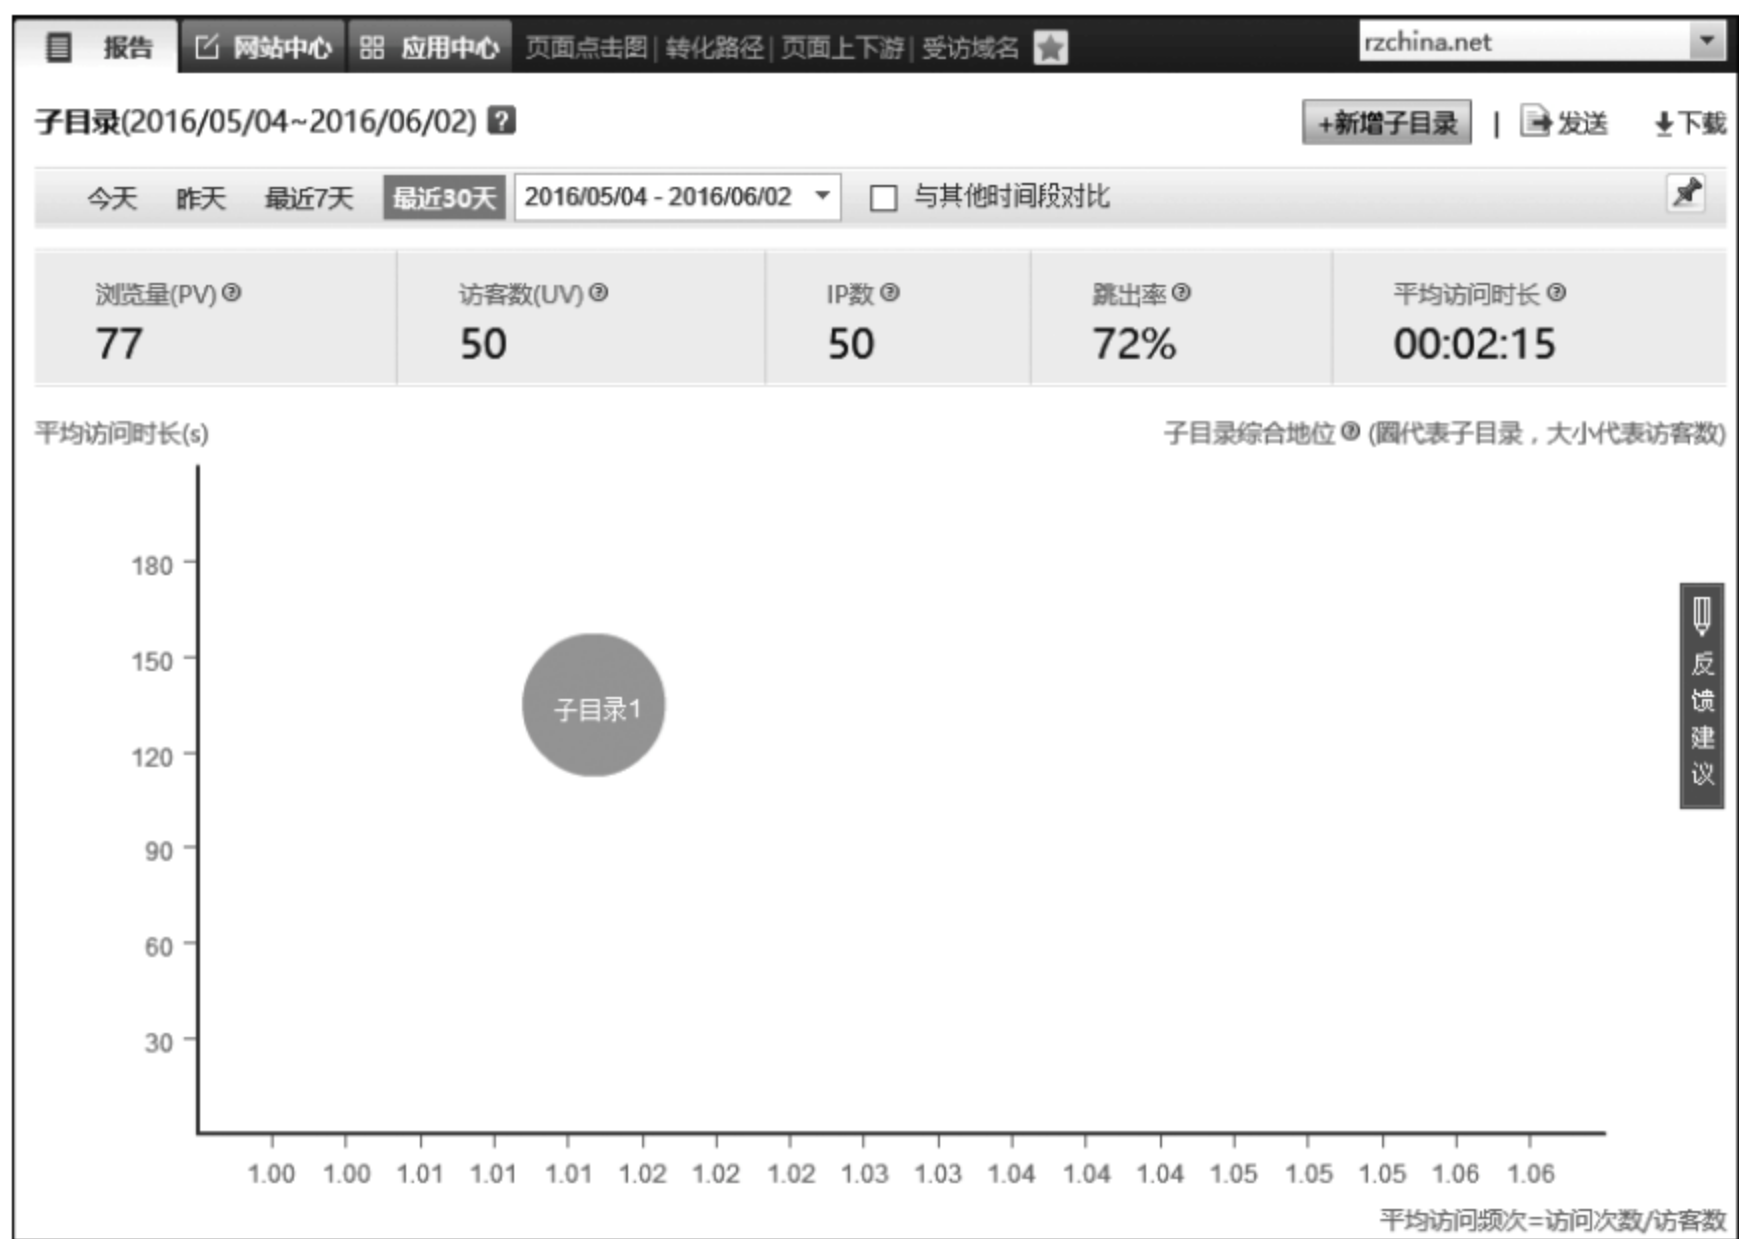 报告 网站中心 应用中心 页面点击图 | 转化路径 | 页面上下游 | 受访域名 rzchina.net
子目录(2016/05/04~2016/06/02) ? +新增子目录 | 发送 下载
今天 昨天 最近7天 最近30天 2016/05/04 - 2016/06/02 与其他时间段对比
浏览量(PV) 访客数(UV) IP数 跳出率 平均访问时长
77 50 50 72% 00:02:15
平均访问时长(s) 子目录综合地位 (圆代表子目录，大小代表访客数)
180
150
子目录1
120
90
60
30
反
馈
建
议
1.00 1.00 1.01 1.01 1.01 1.02 1.02 1.02 1.03 1.03 1.04 1.04 1.04 1.05 1.05 1.05 1.06 1.06
平均访问频次=访问次数/访客数